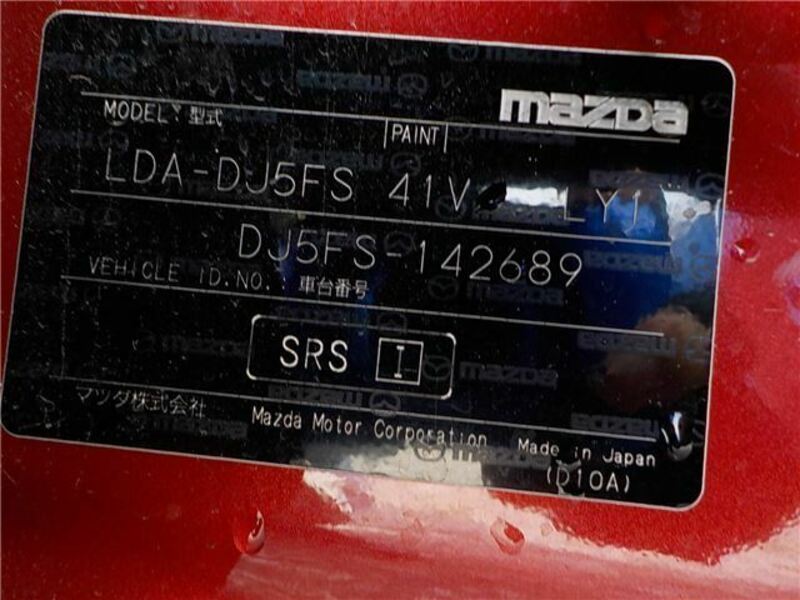 mazda
MODEL・型式
PAINT
LDA-DJ5FS 41V LY1
DJ5FS-142689
VEHICLE ID.NO.・車台番号
SRS I
マツダ株式会社
Mazda Motor Corporation Made in Japan
(D10A)